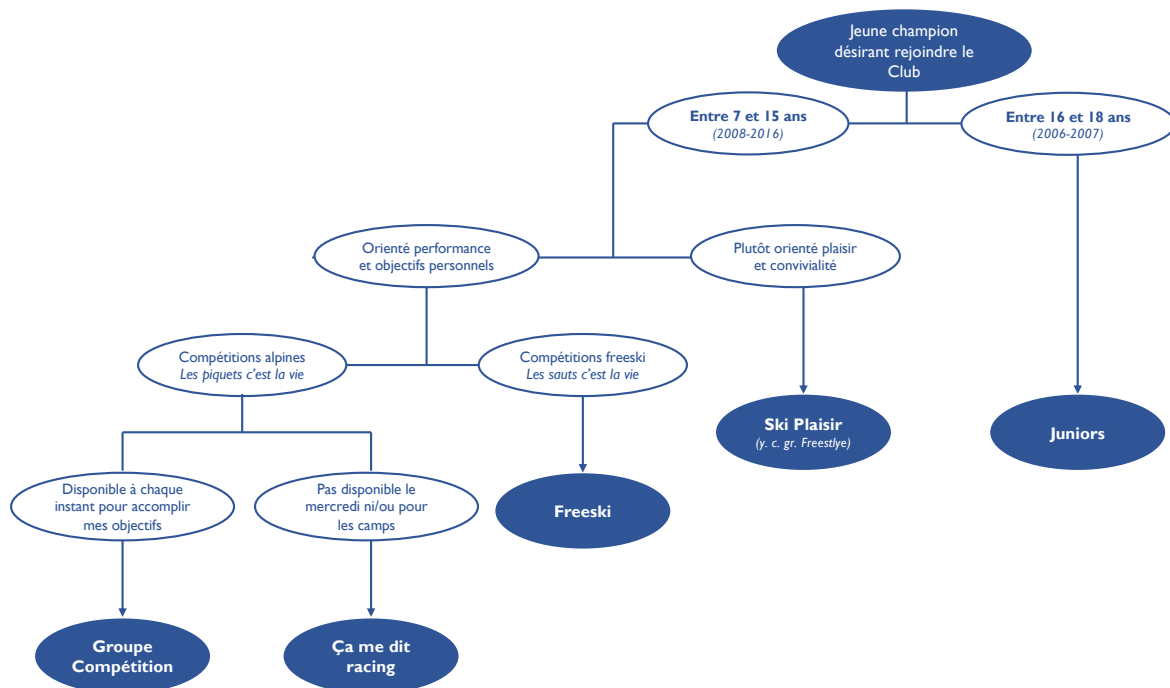 Jeune champion
désirant rejoindre le
Club
Entre 7 et 15 ans
(2008-2016)
Entre 16 et 18 ans
(2006-2007)
Orienté performance
et objectifs personnels
Plutôt orienté plaisir
et convivialité
Compétitions alpines
Les piquets c'est la vie
Compétitions freeski
Les sauts c'est la vie
Ski Plaisir
(y. c. gr. Freestlye)
Juniors
Disponible à chaque
instant pour accomplir
mes objectifs
Pas disponible le
mercredi ni/ou pour
les camps
Freeski
Groupe
Compétition
Ça me dit
racing